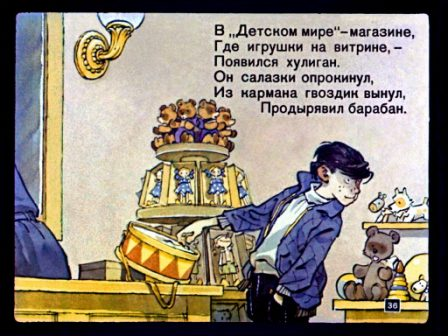 В „Детском мире“–магазине,
Где игрушки на витрине, –
Появился хулиган.
Он салазки опрокинул,
Из кармана гвоздик вынул,
Продырявил барабан.
36